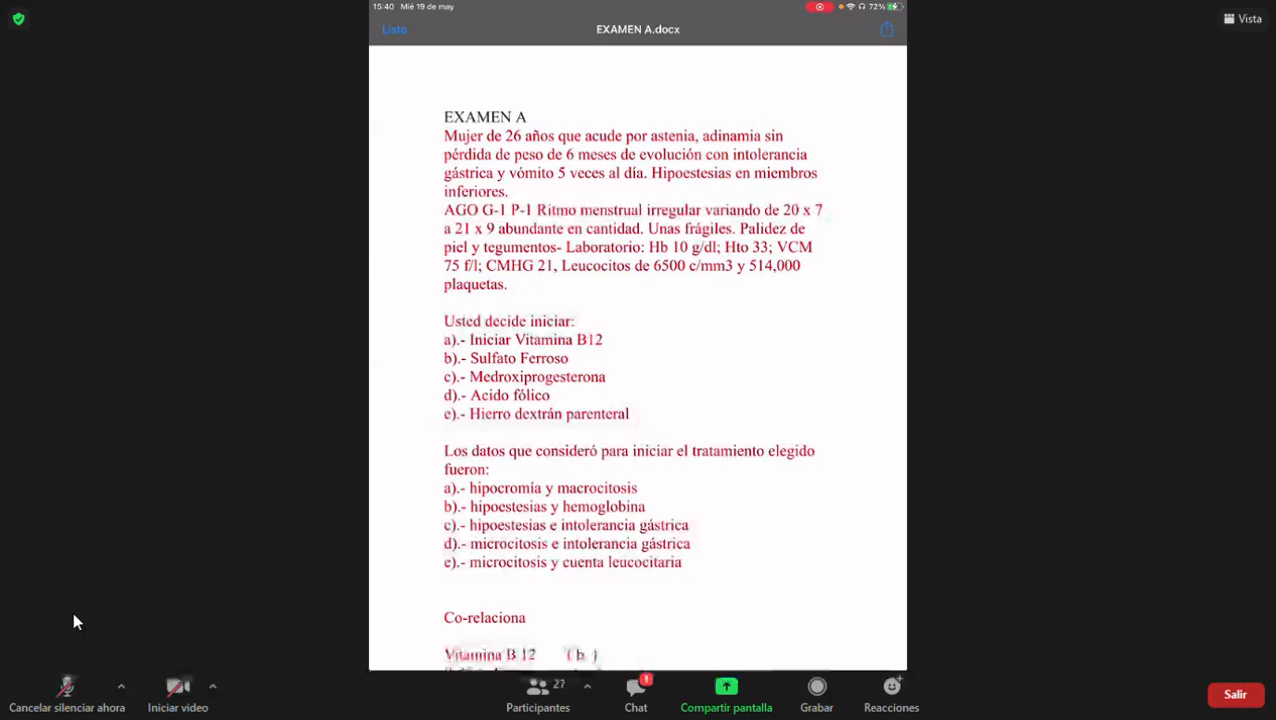 15:40 Mié 19 de may
72%
Vista
Listo
EXAMEN A.docx
EXAMEN A
Mujer de 26 años que acude por astenia, adinamia sin
pérdida de peso de 6 meses de evolución con intolerancia
gástrica y vómito 5 veces al día. Hipoestesias en miembros
inferiores.
AGO G-1 P-1 Ritmo menstrual irregular variando de 20 x 7
a 21 x 9 abundante en cantidad. Unas frágiles. Palidez de
piel y tegumentos- Laboratorio: Hb 10 g/dl; Hto 33; VCM
75 f/l; CMHG 21, Leucocitos de 6500 c/mm3 y 514,000
plaquetas.
Usted decide iniciar:
a).- Iniciar Vitamina B12
b).- Sulfato Ferroso
c).- Medroxiprogesterona
d).- Acido fólico
e).- Hierro dextrán parenteral
Los datos que consideró para iniciar el tratamiento elegido
fueron:
a).- hipocromía y macrocitosis
b).- hipoestesias y hemoglobina
c).- hipoestesias e intolerancia gástrica
d).- microcitosis e intolerancia gástrica
e).- microcitosis y cuenta leucocitaria
Co-relaciona
Vitamina B 12 ( b )
27
Cancelar silenciar ahora
Iniciar video
Participantes
Chat
Compartir pantalla
Grabar
Reacciones
Salir